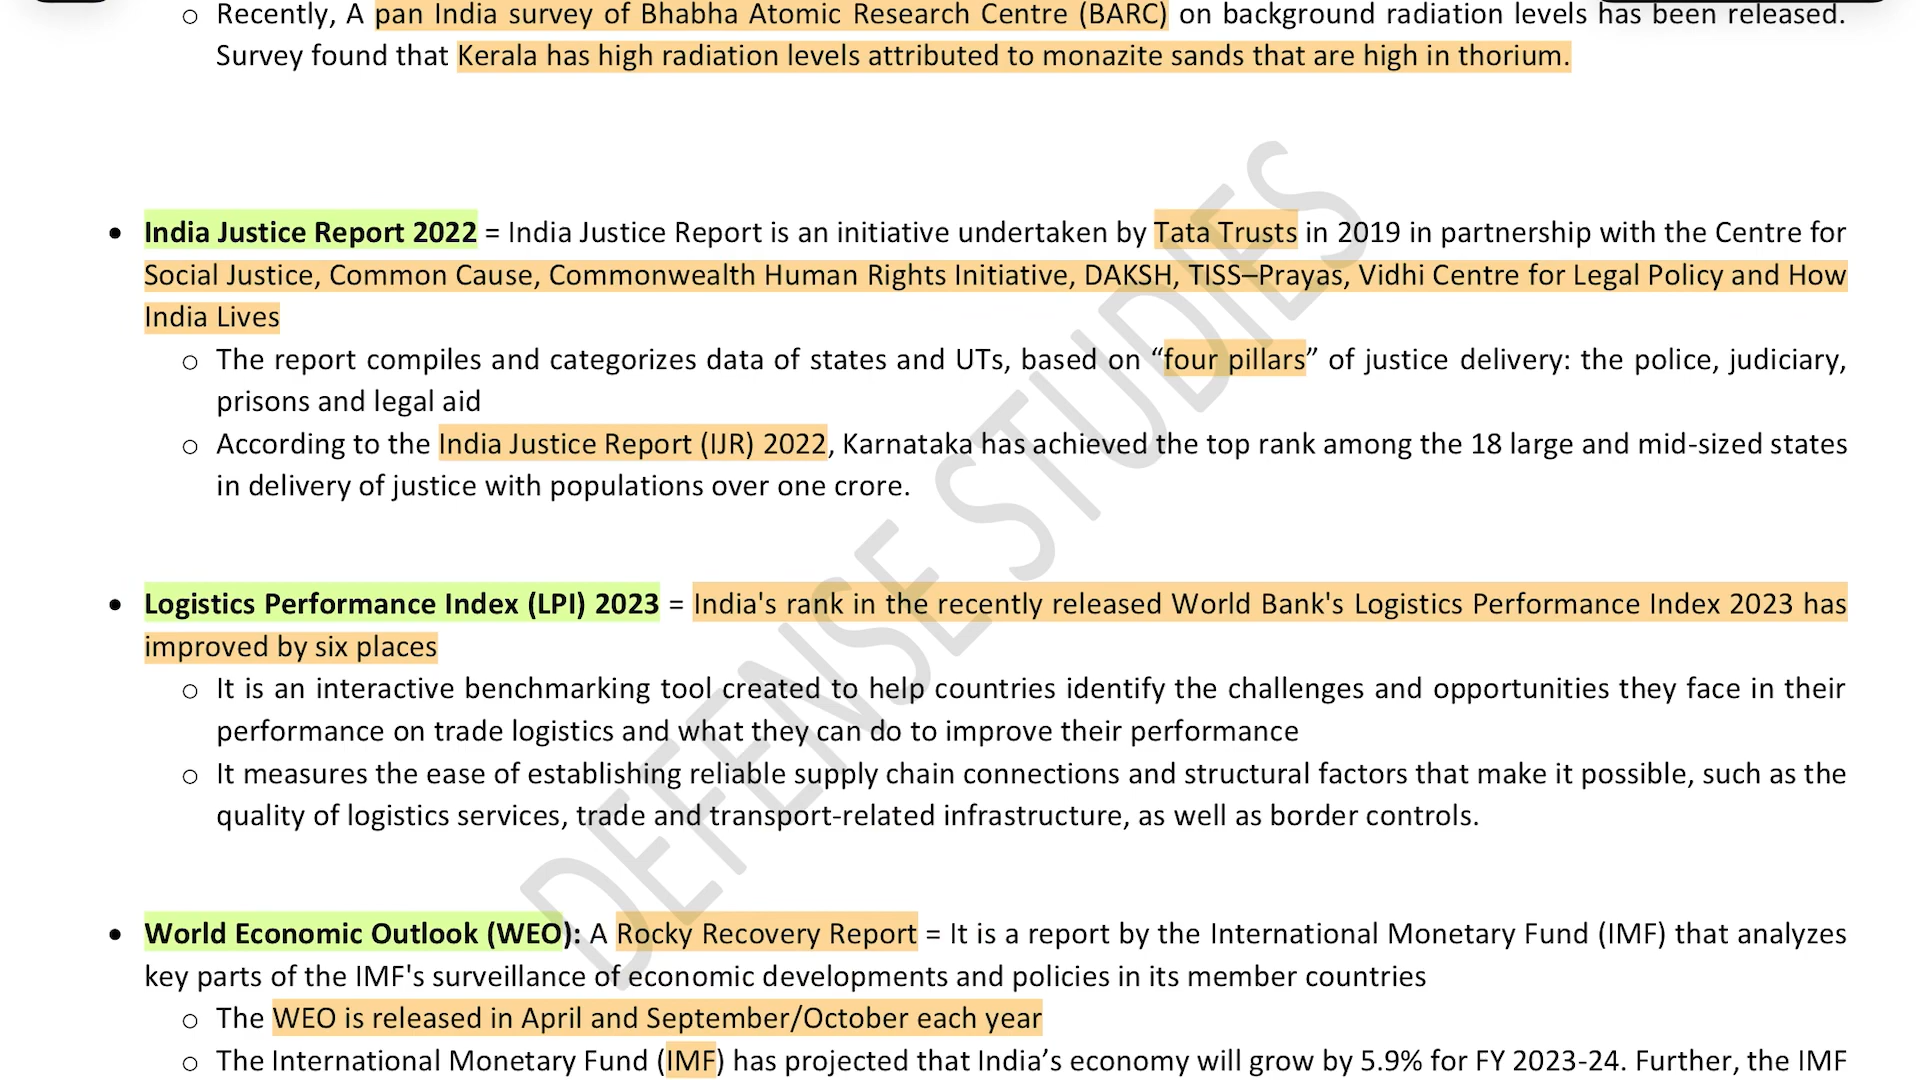 ○ Recently, A pan India survey of Bhabha Atomic Research Centre (BARC) on background radiation levels has been released.
Survey found that Kerala has high radiation levels attributed to monazite sands that are high in thorium.
• India Justice Report 2022 = India Justice Report is an initiative undertaken by Tata Trusts in 2019 in partnership with the Centre for
Social Justice, Common Cause, Commonwealth Human Rights Initiative, DAKSH, TISS–Prayas, Vidhi Centre for Legal Policy and How
India Lives
○ The report compiles and categorizes data of states and UTs, based on “four pillars” of justice delivery: the police, judiciary,
prisons and legal aid
○ According to the India Justice Report (IJR) 2022, Karnataka has achieved the top rank among the 18 large and mid-sized states
in delivery of justice with populations over one crore.
• Logistics Performance Index (LPI) 2023 = India's rank in the recently released World Bank's Logistics Performance Index 2023 has
improved by six places
○ It is an interactive benchmarking tool created to help countries identify the challenges and opportunities they face in their
performance on trade logistics and what they can do to improve their performance
○ It measures the ease of establishing reliable supply chain connections and structural factors that make it possible, such as the
quality of logistics services, trade and transport-related infrastructure, as well as border controls.
• World Economic Outlook (WEO): A Rocky Recovery Report = It is a report by the International Monetary Fund (IMF) that analyzes
key parts of the IMF's surveillance of economic developments and policies in its member countries
○ The WEO is released in April and September/October each year
○ The International Monetary Fund (IMF) has projected that India’s economy will grow by 5.9% for FY 2023-24. Further, the IMF
DEFENSE STUDIES